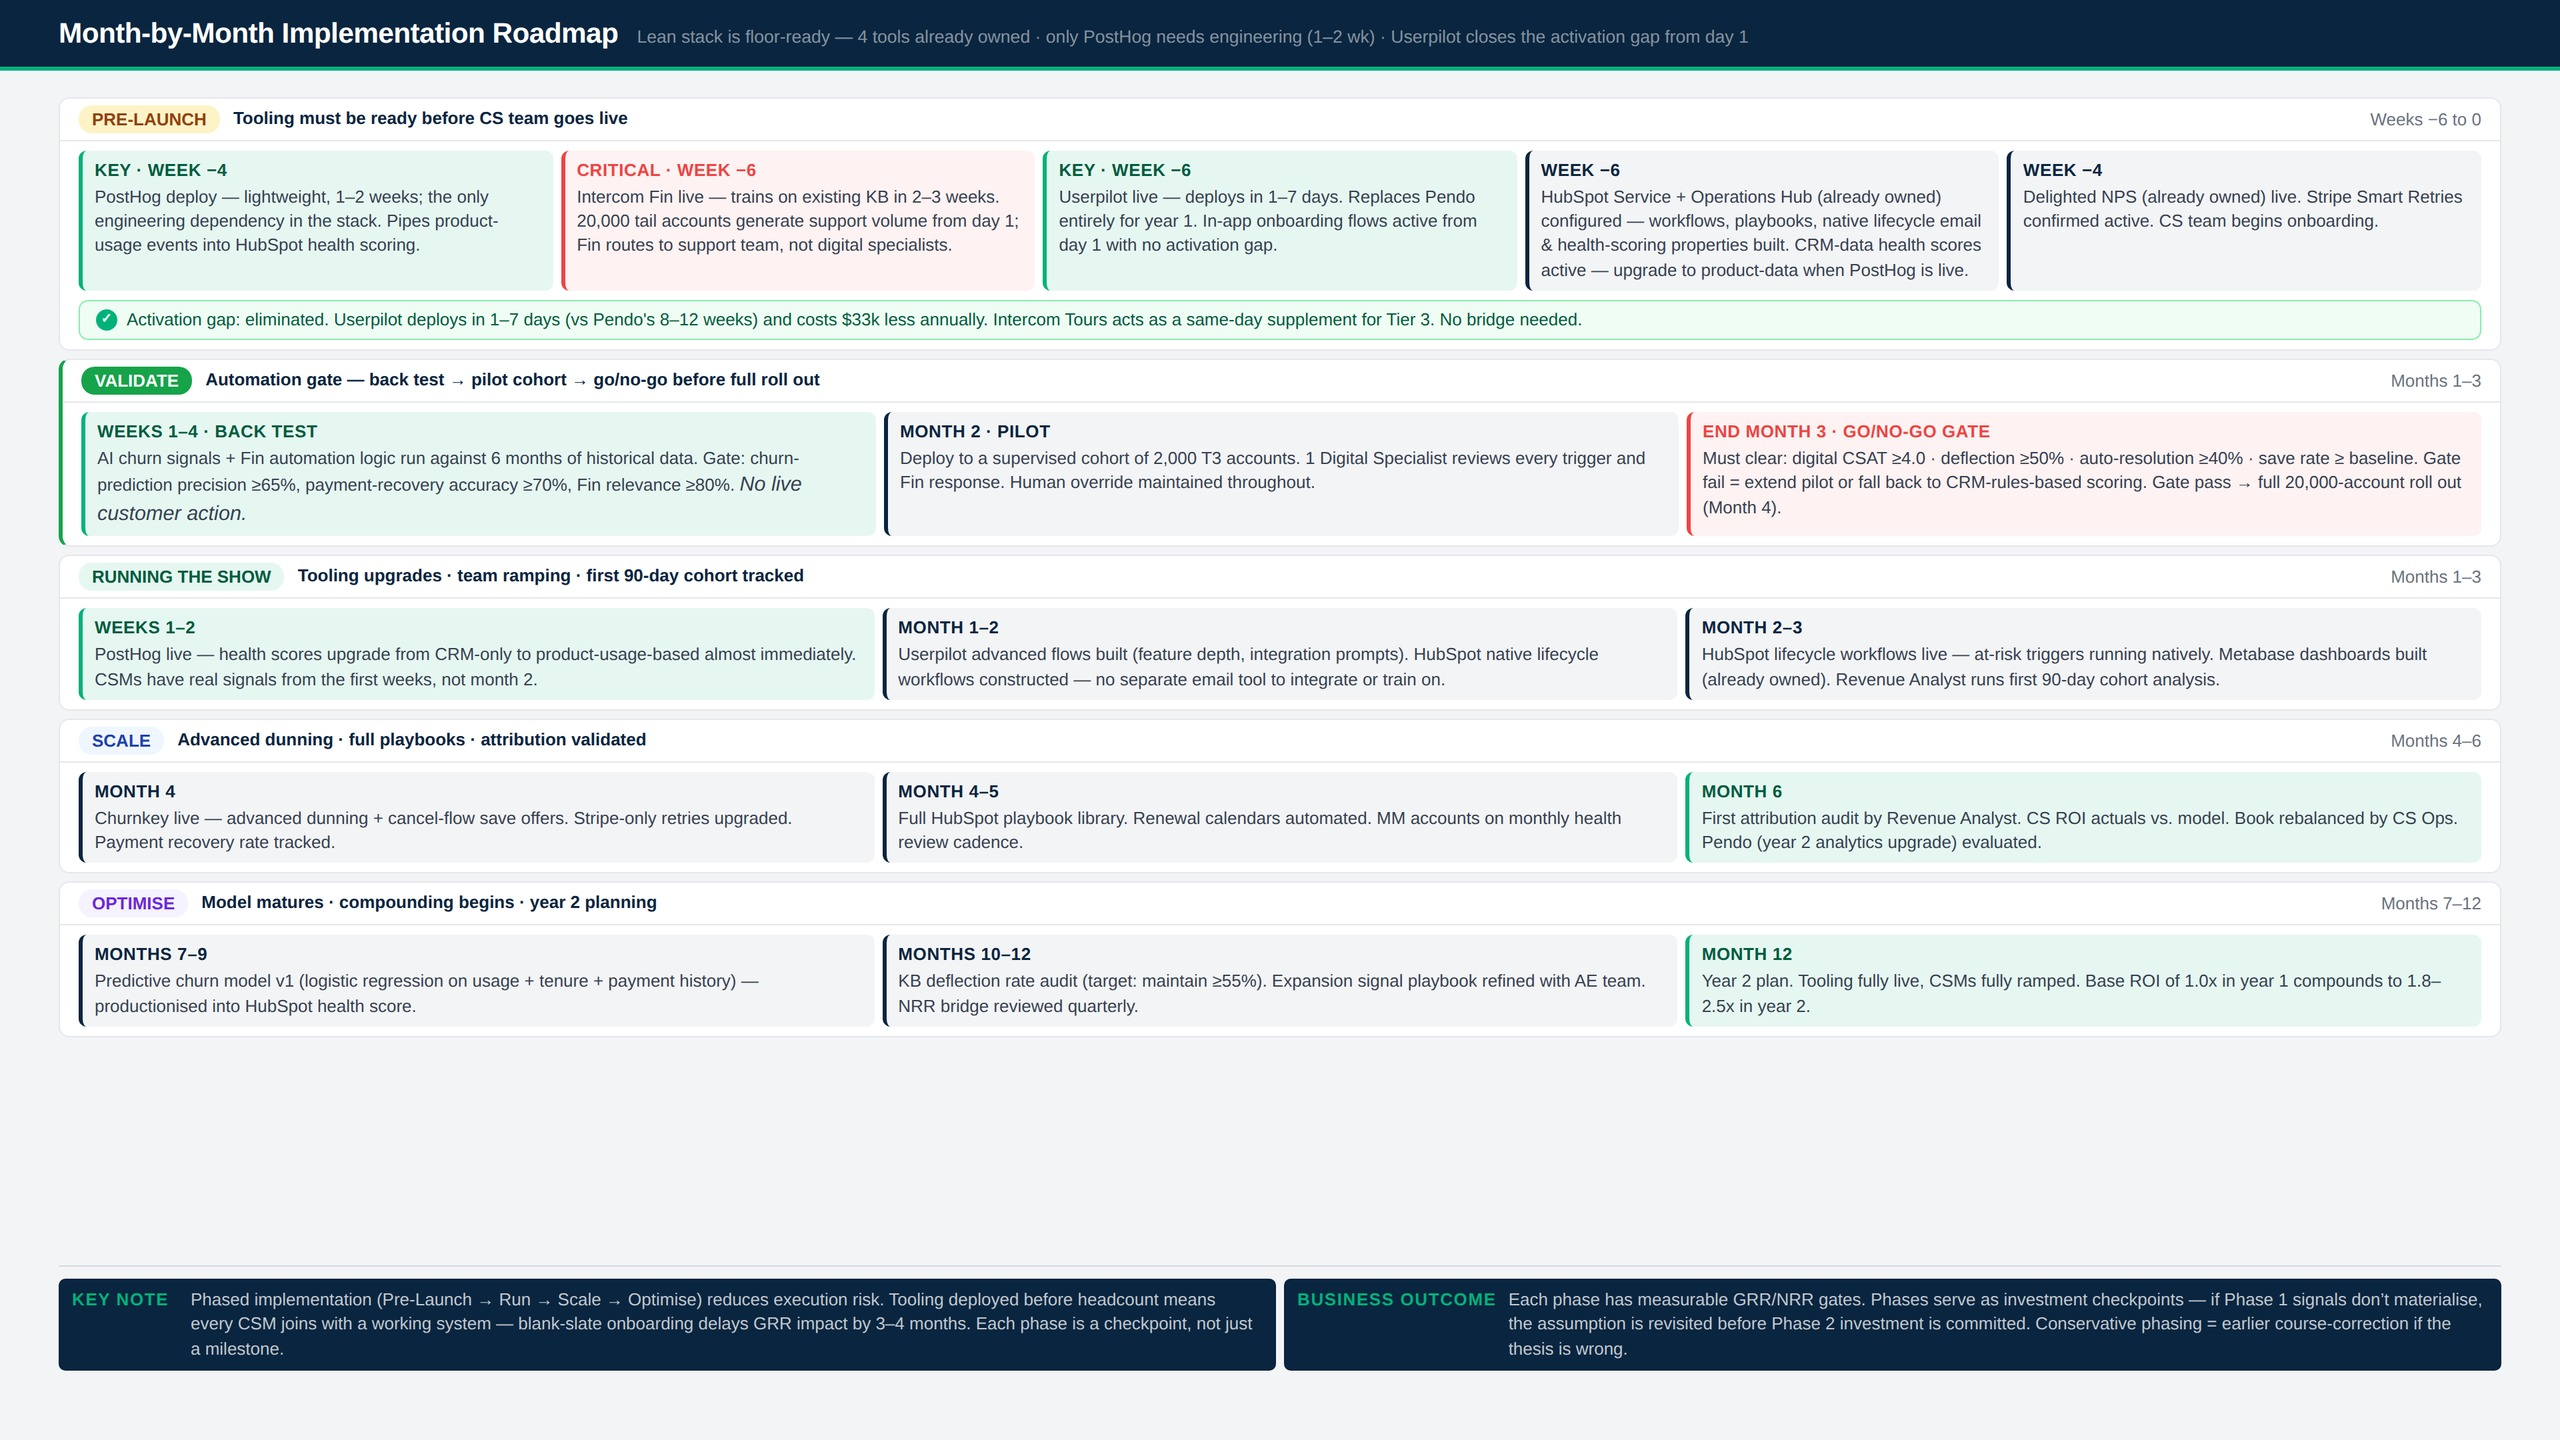 Month-by-Month Implementation Roadmap
Lean stack is floor-ready — 4 tools already owned · only PostHog needs engineering (1–2 wk) · Userpilot closes the activation gap from day 1
PRE-LAUNCH
Tooling must be ready before CS team goes live
Weeks −6 to 0
KEY · WEEK −4
PostHog deploy — lightweight, 1–2 weeks; the only
engineering dependency in the stack. Pipes product-
usage events into HubSpot health scoring.
CRITICAL · WEEK −6
Intercom Fin live — trains on existing KB in 2–3 weeks.
20,000 tail accounts generate support volume from day 1;
Fin routes to support team, not digital specialists.
KEY · WEEK −6
Userpilot live — deploys in 1–7 days. Replaces Pendo
entirely for year 1. In-app onboarding flows active from
day 1 with no activation gap.
WEEK −6
HubSpot Service + Operations Hub (already owned)
configured — workflows, playbooks, native lifecycle email
& health-scoring properties built. CRM-data health scores
active — upgrade to product-data when PostHog is live.
WEEK −4
Delighted NPS (already owned) live. Stripe Smart Retries
confirmed active. CS team begins onboarding.
✓ Activation gap: eliminated. Userpilot deploys in 1–7 days (vs Pendo's 8–12 weeks) and costs $33k less annually. Intercom Tours acts as a same-day supplement for Tier 3. No bridge needed.
VALIDATE
Automation gate — back test → pilot cohort → go/no-go before full roll out
Months 1–3
WEEKS 1–4 · BACK TEST
AI churn signals + Fin automation logic run against 6 months of historical data. Gate: churn-
prediction precision ≥65%, payment-recovery accuracy ≥70%, Fin relevance ≥80%. No live
customer action.
MONTH 2 · PILOT
Deploy to a supervised cohort of 2,000 T3 accounts. 1 Digital Specialist reviews every trigger and
Fin response. Human override maintained throughout.
END MONTH 3 · GO/NO-GO GATE
Must clear: digital CSAT ≥4.0 · deflection ≥50% · auto-resolution ≥40% · save rate ≥ baseline. Gate
fail = extend pilot or fall back to CRM-rules-based scoring. Gate pass → full 20,000-account roll out
(Month 4).
RUNNING THE SHOW
Tooling upgrades · team ramping · first 90-day cohort tracked
Months 1–3
WEEKS 1–2
PostHog live — health scores upgrade from CRM-only to product-usage-based almost immediately.
CSMs have real signals from the first weeks, not month 2.
MONTH 1–2
Userpilot advanced flows built (feature depth, integration prompts). HubSpot native lifecycle
workflows constructed — no separate email tool to integrate or train on.
MONTH 2–3
HubSpot lifecycle workflows live — at-risk triggers running natively. Metabase dashboards built
(already owned). Revenue Analyst runs first 90-day cohort analysis.
SCALE
Advanced dunning · full playbooks · attribution validated
Months 4–6
MONTH 4
Churnkey live — advanced dunning + cancel-flow save offers. Stripe-only retries upgraded.
Payment recovery rate tracked.
MONTH 4–5
Full HubSpot playbook library. Renewal calendars automated. MM accounts on monthly health
review cadence.
MONTH 6
First attribution audit by Revenue Analyst. CS ROI actuals vs. model. Book rebalanced by CS Ops.
Pendo (year 2 analytics upgrade) evaluated.
OPTIMISE
Model matures · compounding begins · year 2 planning
Months 7–12
MONTHS 7–9
Predictive churn model v1 (logistic regression on usage + tenure + payment history) —
productionised into HubSpot health score.
MONTHS 10–12
KB deflection rate audit (target: maintain ≥55%). Expansion signal playbook refined with AE team.
NRR bridge reviewed quarterly.
MONTH 12
Year 2 plan. Tooling fully live, CSMs fully ramped. Base ROI of 1.0x in year 1 compounds to 1.8–
2.5x in year 2.
KEY NOTE
Phased implementation (Pre-Launch → Run → Scale → Optimise) reduces execution risk. Tooling deployed before headcount means
every CSM joins with a working system — blank-slate onboarding delays GRR impact by 3–4 months. Each phase is a checkpoint, not just
a milestone.
BUSINESS OUTCOME
Each phase has measurable GRR/NRR gates. Phases serve as investment checkpoints — if Phase 1 signals don’t materialise,
the assumption is revisited before Phase 2 investment is committed. Conservative phasing = earlier course-correction if the
thesis is wrong.